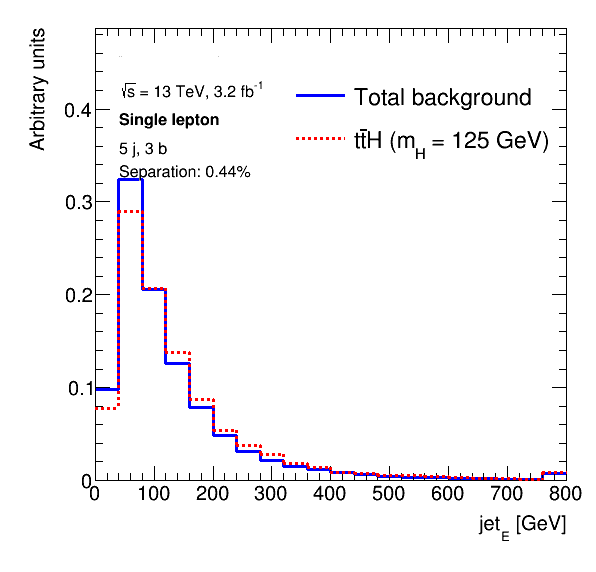 Arbitrary units
√s = 13 TeV, 3.2 fb⁻¹
Single lepton
5 j, 3 b
Separation: 0.44%
Total background
tt̄H (m_H = 125 GeV)
0.4
0.3
0.2
0.1
0
0 100 200 300 400 500 600 700 800
jet_E [GeV]